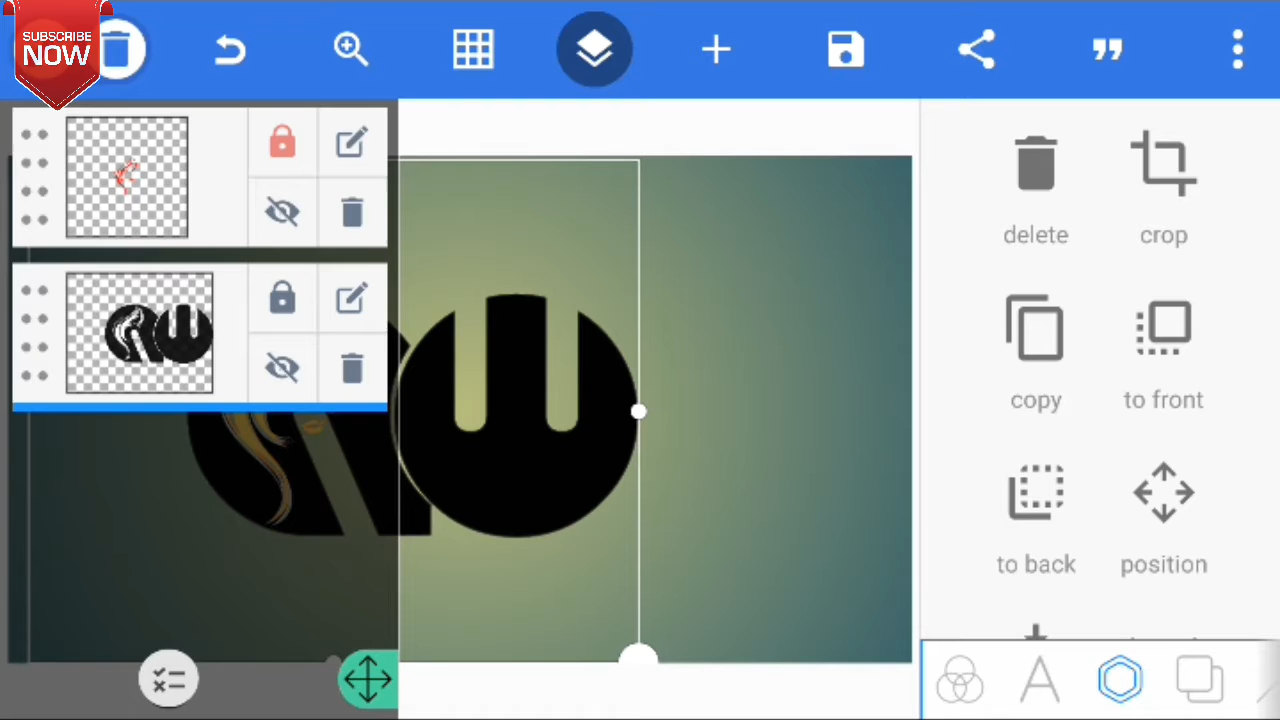 SUBSCRIBE
NOW
delete
crop
copy
to front
to back
position